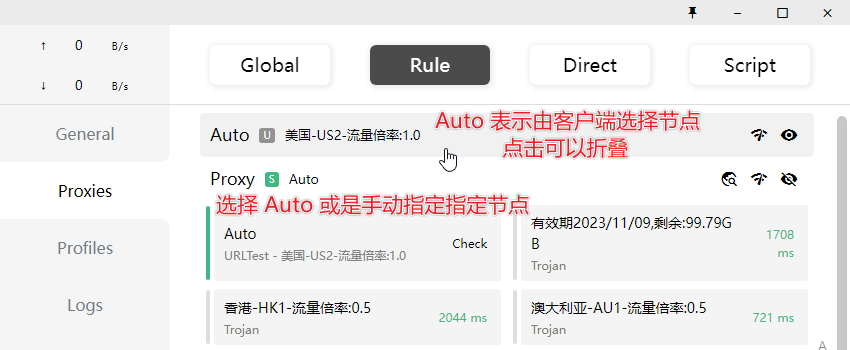 ↑ 0 B/s
↓ 0 B/s
Global Rule Direct Script
General
Proxies
Profiles
Logs
Auto U 美国-US2-流量倍率:1.0
Auto 表示由客户端选择节点
点击可以折叠
Proxy S Auto
选择 Auto 或是手动指定指定节点
Auto
URLTest - 美国-US2-流量倍率:1.0
Check
有效期2023/11/09,剩余:99.79G
B
Trojan
1708
ms
香港-HK1-流量倍率:0.5
Trojan
2044 ms
澳大利亚-AU1-流量倍率:0.5
Trojan
721 ms
A